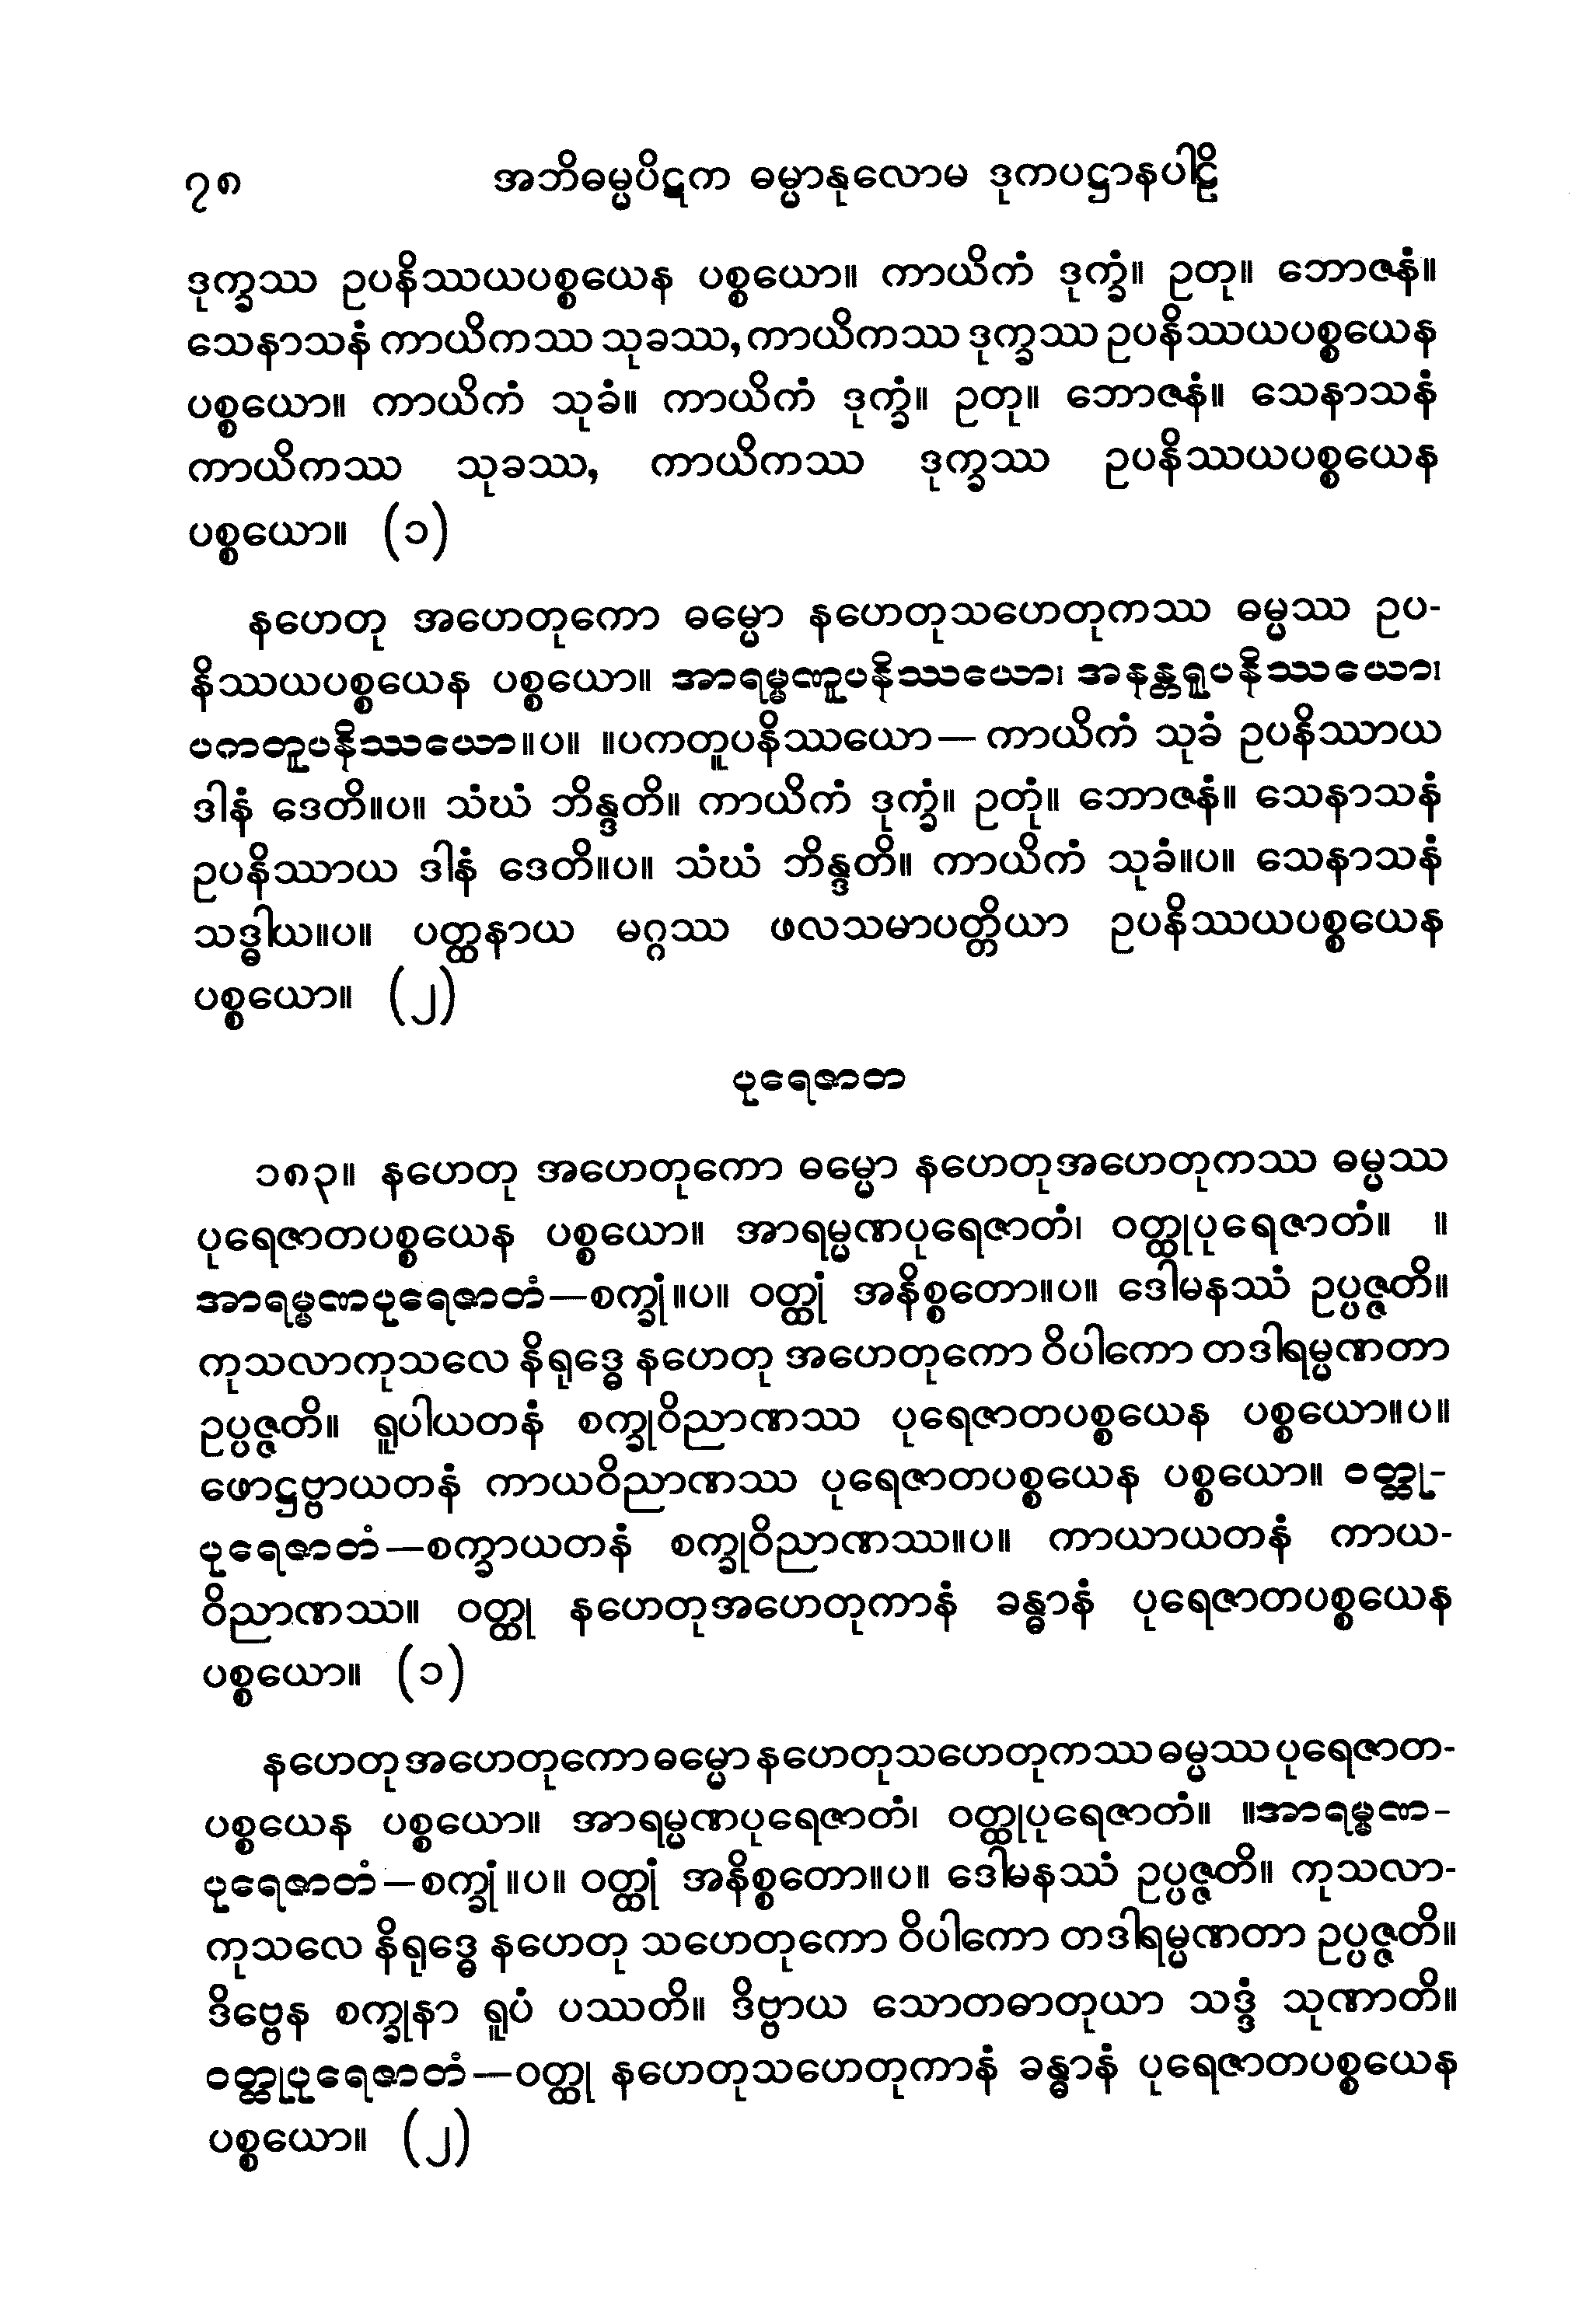 ၇၈ အဘိဓမ္မပိဋက ဓမ္မာနုလောမ ဒုကပဋ္ဌာနပါဠိ
ဒုက္ခဿ ဥပနိဿယပစ္စယေန ပစ္စယော။ ကာယိကံ ဒုက္ခံ။ ဥတု။ ဘောဇနံ။
သေနာသနံ ကာယိကဿ သုခဿ, ကာယိကဿ ဒုက္ခဿ ဥပနိဿယပစ္စယေန
ပစ္စယော။ ကာယိကံ သုခံ။ ကာယိကံ ဒုက္ခံ။ ဥတု။ ဘောဇနံ။ သေနာသနံ
ကာယိကဿ သုခဿ, ကာယိကဿ ဒုက္ခဿ ဥပနိဿယပစ္စယေန
ပစ္စယော။ (၁)
နဟေတု အဟေတုကော ဓမ္မော နဟေတုသဟေတုကဿ ဓမ္မဿ ဥပ-
နိဿယပစ္စယေန ပစ္စယော။ အာရမ္မဏူပနိဿယော၊ အနန္တရူပနိဿယော၊
ပကတူပနိဿယော။ပ။ ။ပကတူပနိဿယော— ကာယိကံ သုခံ ဥပနိဿာယ
ဒါနံ ဒေတိ။ပ။ သံဃံ ဘိန္ဒတိ။ ကာယိကံ ဒုက္ခံ။ ဥတုံ။ ဘောဇနံ။ သေနာသနံ
ဥပနိဿာယ ဒါနံ ဒေတိ။ပ။ သံဃံ ဘိန္ဒတိ။ ကာယိကံ သုခံ။ပ။ သေနာသနံ
သဒ္ဓါယ။ပ။ ပတ္ထနာယ မဂ္ဂဿ ဖလသမာပတ္တိယာ ဥပနိဿယပစ္စယေန
ပစ္စယော။ (၂)
ပုရေဇာတ
၁၈၃။ နဟေတု အဟေတုကော ဓမ္မော နဟေတုအဟေတုကဿ ဓမ္မဿ
ပုရေဇာတပစ္စယေန ပစ္စယော။ အာရမ္မဏပုရေဇာတံ၊ ဝတ္ထုပုရေဇာတံ။ ။
အာရမ္မဏပုရေဇာတံ—စက္ခုံ။ပ။ ဝတ္ထုံ အနိစ္စတော။ပ။ ဒေါမနဿံ ဥပ္ပဇ္ဇတိ။
ကုသလာကုသလေ နိရုဒ္ဓေ နဟေတု အဟေတုကော ဝိပါကော တဒါရမ္မဏတာ
ဥပ္ပဇ္ဇတိ။ ရူပါယတနံ စက္ခုဝိညာဏဿ ပုရေဇာတပစ္စယေန ပစ္စယော။ပ။
ဖောဋ္ဌဗ္ဗာယတနံ ကာယဝိညာဏဿ ပုရေဇာတပစ္စယေန ပစ္စယော။ ဝတ္ထု-
ပုရေဇာတံ—စက္ခာယတနံ စက္ခုဝိညာဏဿ။ပ။ ကာယာယတနံ ကာယ-
ဝိညာဏဿ။ ဝတ္ထု နဟေတုအဟေတုကာနံ ခန္ဓာနံ ပုရေဇာတပစ္စယေန
ပစ္စယော။ (၁)
နဟေတု အဟေတုကော ဓမ္မော နဟေတုသဟေတုကဿ ဓမ္မဿ ပုရေဇာတ-
ပစ္စယေန ပစ္စယော။ အာရမ္မဏပုရေဇာတံ၊ ဝတ္ထုပုရေဇာတံ။ ။အာရမ္မဏ-
ပုရေဇာတံ—စက္ခုံ။ပ။ ဝတ္ထုံ အနိစ္စတော။ပ။ ဒေါမနဿံ ဥပ္ပဇ္ဇတိ။ ကုသလာ-
ကုသလေ နိရုဒ္ဓေ နဟေတု သဟေတုကော ဝိပါကော တဒါရမ္မဏတာ ဥပ္ပဇ္ဇတိ။
ဒိဗ္ဗေန စက္ခုနာ ရူပံ ပဿတိ။ ဒိဗ္ဗာယ သောတဓာတုယာ သဒ္ဒံ သုဏာတိ။
ဝတ္ထုပုရေဇာတံ—ဝတ္ထု နဟေတုသဟေတုကာနံ ခန္ဓာနံ ပုရေဇာတပစ္စယေန
ပစ္စယော။ (၂)